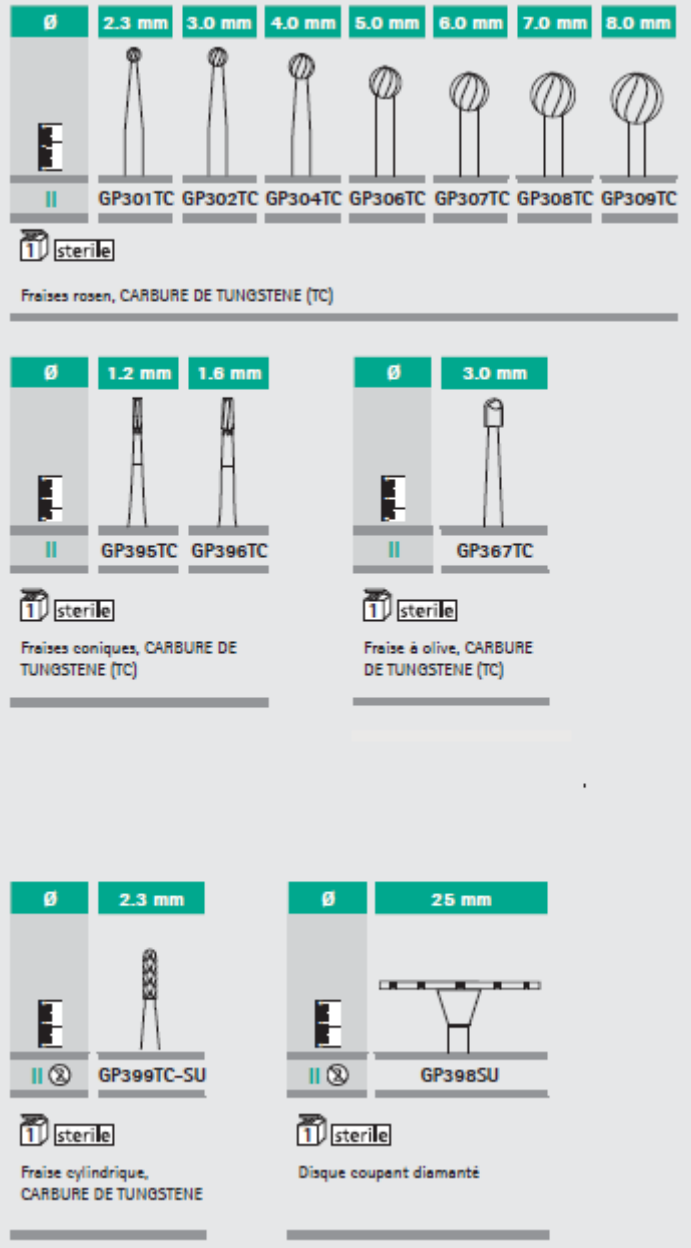 Ø 2.3 mm 3.0 mm 4.0 mm 5.0 mm 6.0 mm 7.0 mm 8.0 mm
II GP301TC GP302TC GP304TC GP306TC GP307TC GP308TC GP309TC
1 sterile
Fraises rosen, CARBURE DE TUNGSTENE (TC)
Ø 1.2 mm 1.6 mm
II GP395TC GP396TC
1 sterile
Fraises coniques, CARBURE DE
TUNGSTENE (TC)
Ø 3.0 mm
II GP367TC
1 sterile
Fraise à olive, CARBURE
DE TUNGSTENE (TC)
Ø 2.3 mm
II 2 GP399TC-SU
1 sterile
Fraise cylindrique,
CARBURE DE TUNGSTENE
Ø 25 mm
II 2 GP398SU
1 sterile
Disque coupant diamanté